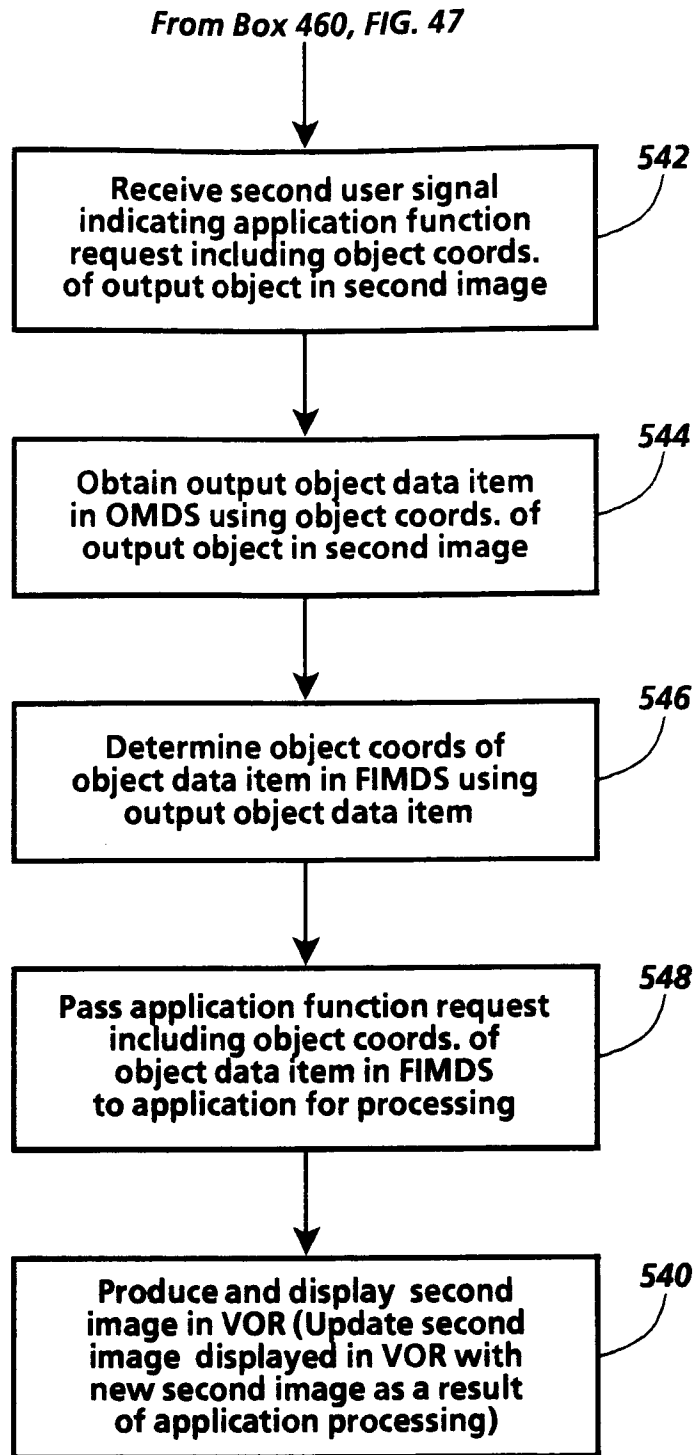 From Box 460, FIG. 47
542
Receive second user signal
indicating application function
request including object coords.
of output object in second image
544
Obtain output object data item
in OMDS using object coords. of
output object in second image
546
Determine object coords of
object data item in FIMDS using
output object data item
548
Pass application function request
including object coords. of
object data item in FIMDS
to application for processing
540
Produce and display second
image in VOR (Update second
image displayed in VOR with
new second image as a result
of application processing)